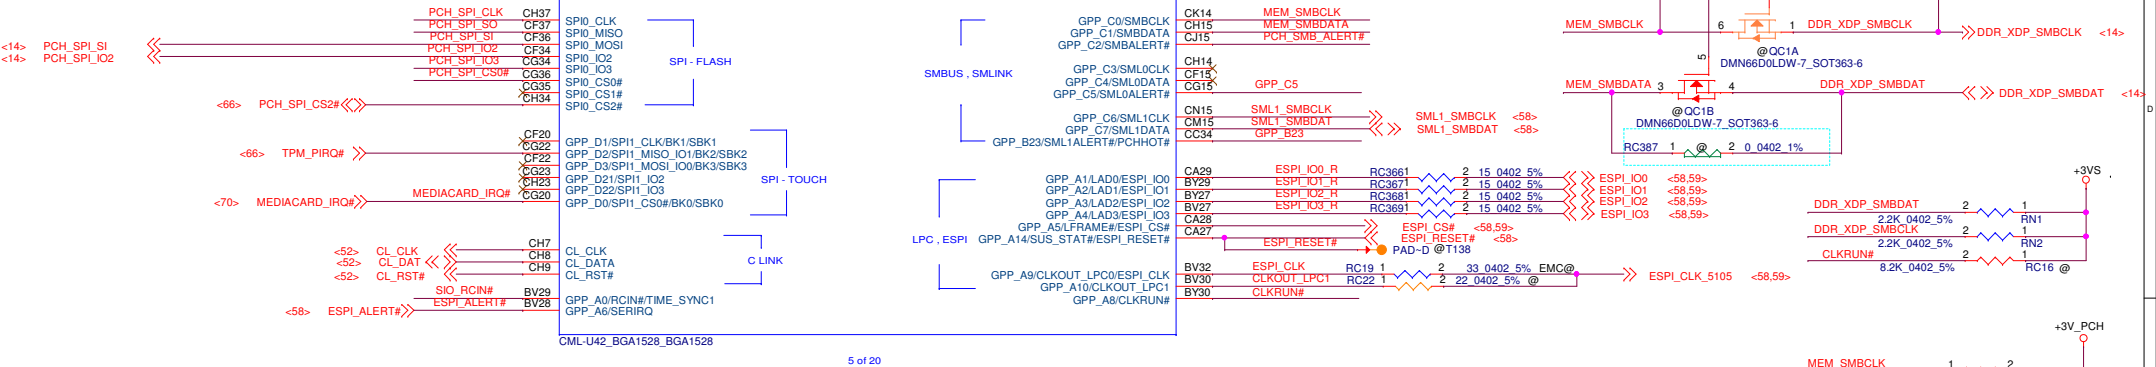 PCH_SPI_CLK CH37 SPI0_CLK
PCH_SPI_SO CF37 SPI0_MISO
<14> PCH_SPI_SI PCH_SPI_SI CF36 SPI0_MOSI
<14> PCH_SPI_IO2 PCH_SPI_IO2 CF34 SPI0_IO2
PCH_SPI_IO3 CG34 SPI0_IO3
PCH_SPI_CS0# CG36 SPI0_CS0#
CG35 SPI0_CS1#
<66> PCH_SPI_CS2# CH34 SPI0_CS2#
SPI - FLASH
CF20 GPP_D1/SPI1_CLK/BK1/SBK1
<66> TPM_PIRQ# CG22 GPP_D2/SPI1_MISO_IO1/BK2/SBK2
CF22 GPP_D3/SPI1_MOSI_IO0/BK3/SBK3
CG23 GPP_D21/SPI1_IO2
CH23 GPP_D22/SPI1_IO3
<70> MEDIACARD_IRQ# MEDIACARD_IRQ# CG20 GPP_D0/SPI1_CS0#/BK0/SBK0
SPI - TOUCH
<52> CL_CLK CH7 CL_CLK
<52> CL_DAT CH8 CL_DATA
<52> CL_RST# CH9 CL_RST#
C LINK
SIO_RCIN# BV29 GPP_A0/RCIN#/TIME_SYNC1
<58> ESPI_ALERT# ESPI_ALERT# BV28 GPP_A6/SERIRQ
CML-U42_BGA1528_BGA1528
5 of 20
SMBUS , SMLINK
GPP_C0/SMBCLK CK14 MEM_SMBCLK
GPP_C1/SMBDATA CH15 MEM_SMBDATA
GPP_C2/SMBALERT# CJ15 PCH_SMB_ALERT#
GPP_C3/SML0CLK CH14
GPP_C4/SML0DATA CF15
GPP_C5/SML0ALERT# CG15 GPP_C5
GPP_C6/SML1CLK CN15 SML1_SMBCLK SML1_SMBCLK <58>
GPP_C7/SML1DATA CM15 SML1_SMBDAT SML1_SMBDAT <58>
GPP_B23/SML1ALERT#/PCHHOT# CC34 GPP_B23
LPC , ESPI
GPP_A1/LAD0/ESPI_IO0 CA29 ESPI_IO0_R RC366 1 2 15_0402_5% ESPI_IO0 <58,59>
GPP_A2/LAD1/ESPI_IO1 BY29 ESPI_IO1_R RC367 1 2 15_0402_5% ESPI_IO1 <58,59>
GPP_A3/LAD2/ESPI_IO2 BY27 ESPI_IO2_R RC368 1 2 15_0402_5% ESPI_IO2 <58,59>
GPP_A4/LAD3/ESPI_IO3 BV27 ESPI_IO3_R RC369 1 2 15_0402_5% ESPI_IO3 <58,59>
GPP_A5/LFRAME#/ESPI_CS# CA28 ESPI_CS# <58,59>
GPP_A14/SUS_STAT#/ESPI_RESET# CA27 ESPI_RESET# <58>
ESPI_RESET# PAD~D @T138
GPP_A9/CLKOUT_LPC0/ESPI_CLK BV32 ESPI_CLK RC19 1 2 33_0402_5% EMC@ ESPI_CLK_5105 <58,59>
GPP_A10/CLKOUT_LPC1 BV30 CLKOUT_LPC1 RC22 1 2 22_0402_5% @
GPP_A8/CLKRUN# BY30 CLKRUN#
MEM_SMBCLK 6 1 DDR_XDP_SMBCLK DDR_XDP_SMBCLK <14>
@QC1A
DMN66D0LDW-7_SOT363-6
5
MEM_SMBDATA 3 4 DDR_XDP_SMBDAT DDR_XDP_SMBDAT <14>
@QC1B
DMN66D0LDW-7_SOT363-6
RC387 1 @ 2 0_0402_1%
D
+3VS
DDR_XDP_SMBDAT 2 1
2.2K_0402_5% RN1
DDR_XDP_SMBCLK 2 1
2.2K_0402_5% RN2
CLKRUN# 2 1
8.2K_0402_5% RC16 @
+3V_PCH
MEM_SMBCLK 1 2